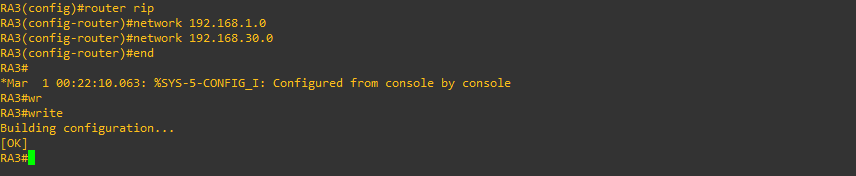 RA3(config)#router rip
RA3(config-router)#network 192.168.1.0
RA3(config-router)#network 192.168.30.0
RA3(config-router)#end
RA3#
*Mar  1 00:22:10.063: %SYS-5-CONFIG_I: Configured from console by console
RA3#wr
RA3#write
Building configuration...
[OK]
RA3#